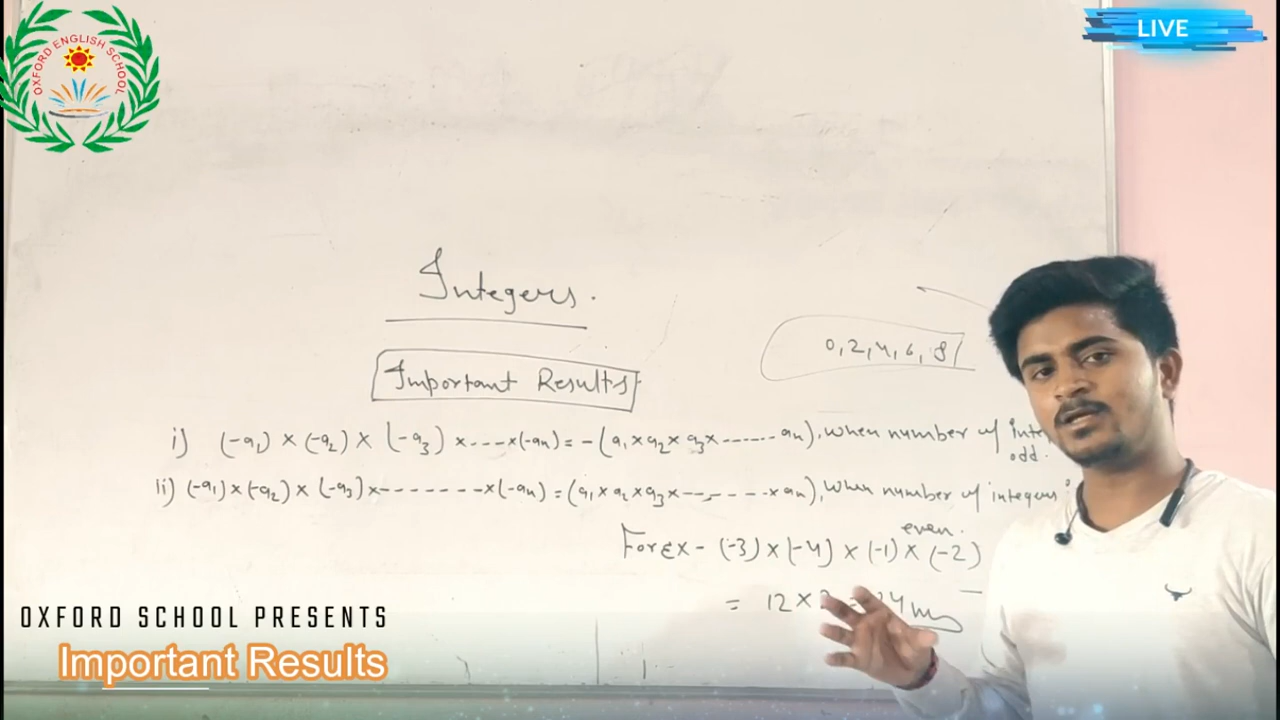 OXFORD ENGLISH SCHOOL
LIVE
Integers.
0, 2, 4, 6, 8
Important Results
i) (-a₁) × (-a₂) × (-a₃) × ---- × (-an) = - (a₁ × a₂ × a₃ × ------ an), when number of inte
odd.
ii) (-a₁) × (-a₂) × (-a₃) × -------- × (-an) = (a₁ × a₂ × a₃ × ------- × an), when number of integers
even.
For ex - (-3) × (-4) × (-1) × (-2)
= 12 ×
OXFORD SCHOOL PRESENTS
Important Results